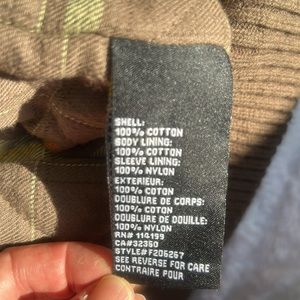 SHELL:
100% COTTON
BODY LINING:
100% COTTON
SLEEVE LINING:
100% NYLON
EXTERIEUR:
100% COTON
DOUBLURE DE CORPS:
100% COTON
DOUBLURE DE DOUILLE:
100% NYLON
RN# 114199
CA#32350
STYLE#F205267
SEE REVERSE FOR CARE
CONTRAIRE POUR